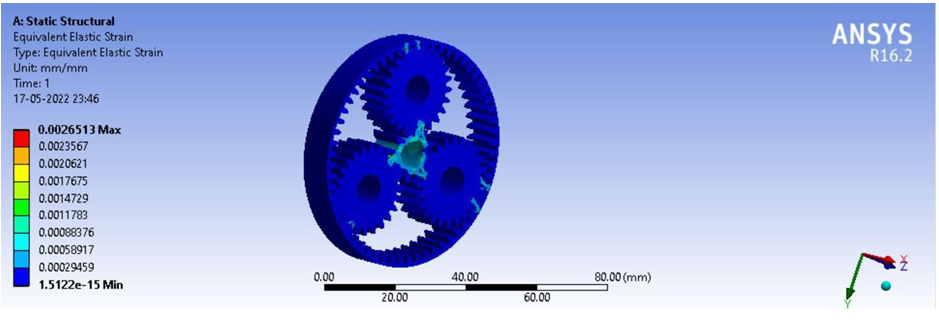 A: Static Structural
Equivalent Elastic Strain
Type: Equivalent Elastic Strain
Unit: mm/mm
Time: 1
17-05-2022 23:46
0.0026513 Max
0.0023567
0.0020621
0.0017675
0.0014729
0.0011783
0.00088376
0.00058917
0.00029459
1.5122e-15 Min
ANSYS
R16.2
0.00 40.00 80.00 (mm)
20.00 60.00
X
Z
Y